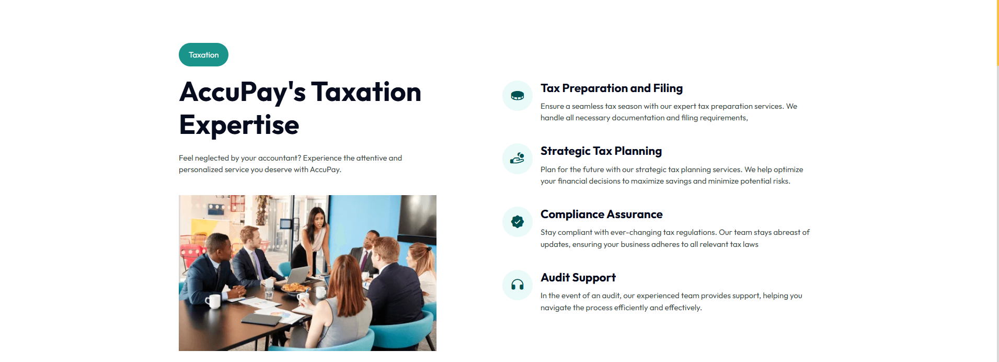 Taxation
AccuPay's Taxation
Expertise
Feel neglected by your accountant? Experience the attentive and
personalized service you deserve with AccuPay.
Tax Preparation and Filing
Ensure a seamless tax season with our expert tax preparation services. We
handle all necessary documentation and filing requirements,
Strategic Tax Planning
Plan for the future with our strategic tax planning services. We help optimize
your financial decisions to maximize savings and minimize potential risks.
Compliance Assurance
Stay compliant with ever-changing tax regulations. Our team stays abreast of
updates, ensuring your business adheres to all relevant tax laws
Audit Support
In the event of an audit, our experienced team provides support, helping you
navigate the process efficiently and effectively.